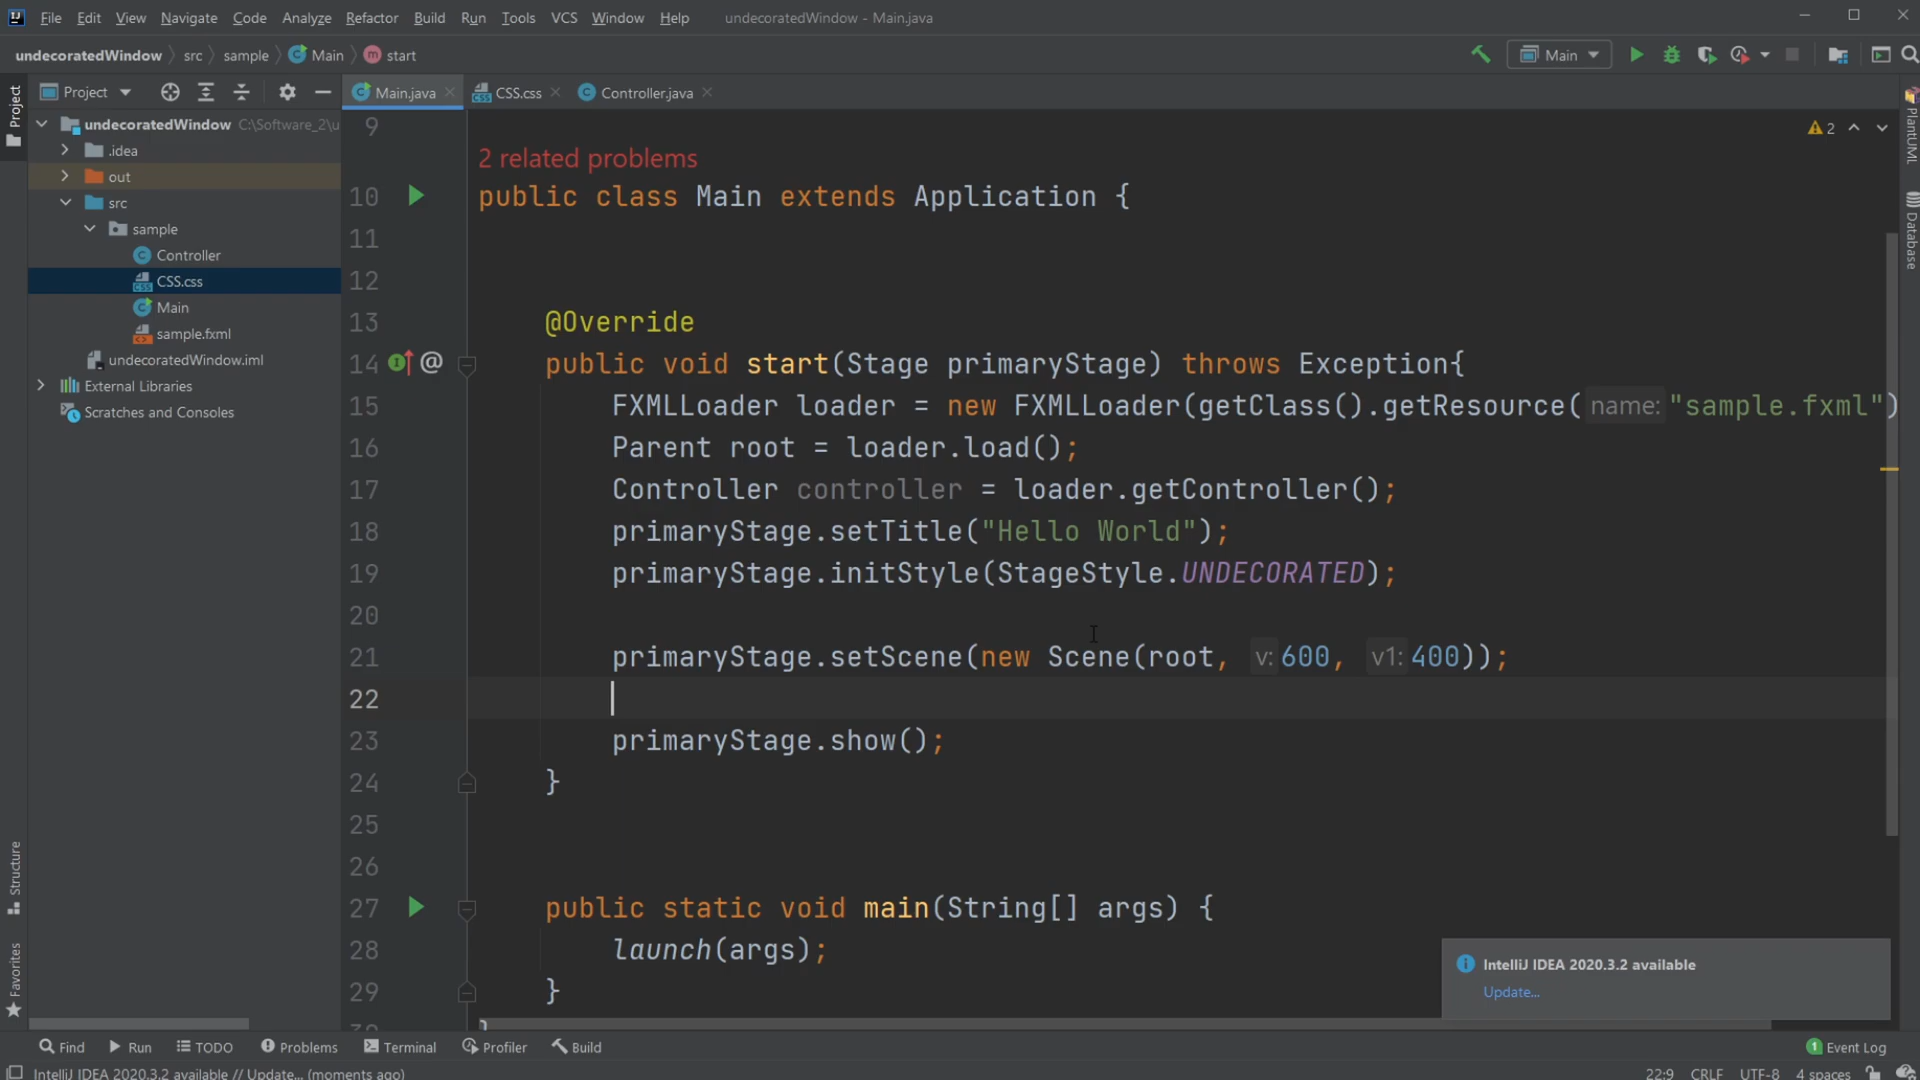 File Edit View Navigate Code Analyze Refactor Build Run Tools VCS Window Help undecoratedWindow - Main.java
undecoratedWindow src sample Main start Main
Project
Main.java CSS.css Controller.java
Project
undecoratedWindow C:\Software_2\u
.idea
out
src
sample
Controller
CSS.css
Main
sample.fxml
undecoratedWindow.iml
External Libraries
Scratches and Consoles
Structure
Favorites
PlantUML
Database
2
9
2 related problems
10 public class Main extends Application {
11
12
13 @Override
14 @ public void start(Stage primaryStage) throws Exception{
15 FXMLLoader loader = new FXMLLoader(getClass().getResource( name: "sample.fxml")
16 Parent root = loader.load();
17 Controller controller = loader.getController();
18 primaryStage.setTitle("Hello World");
19 primaryStage.initStyle(StageStyle.UNDECORATED);
20
21 primaryStage.setScene(new Scene(root, v: 600, v1: 400));
22
23 primaryStage.show();
24 }
25
26
27 public static void main(String[] args) {
28 launch(args);
29 }
IntelliJ IDEA 2020.3.2 available
Update...
Find Run TODO Problems Terminal Profiler Build 1 Event Log
IntelliJ IDEA 2020.3.2 available // Update... (moments ago) 22:9 CRLF UTF-8 4 spaces